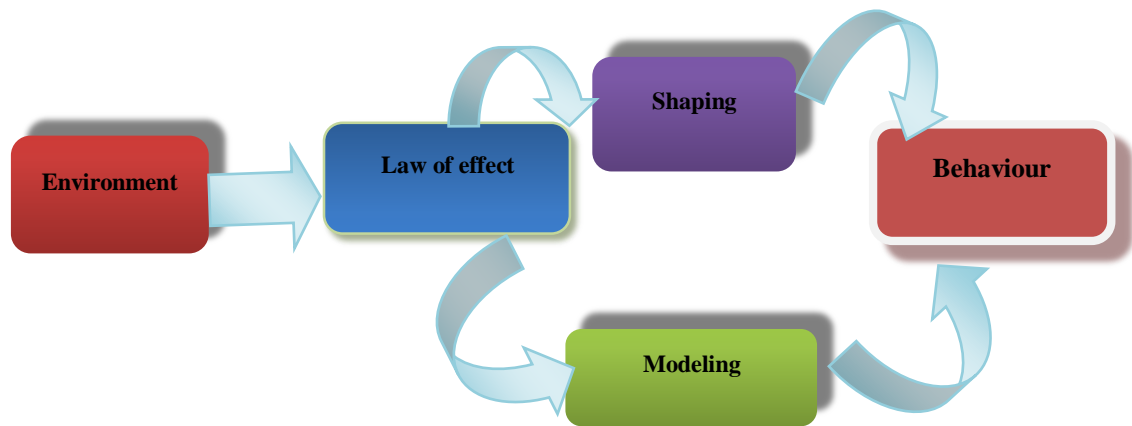 Environment
Law of effect
Shaping
Modeling
Behaviour